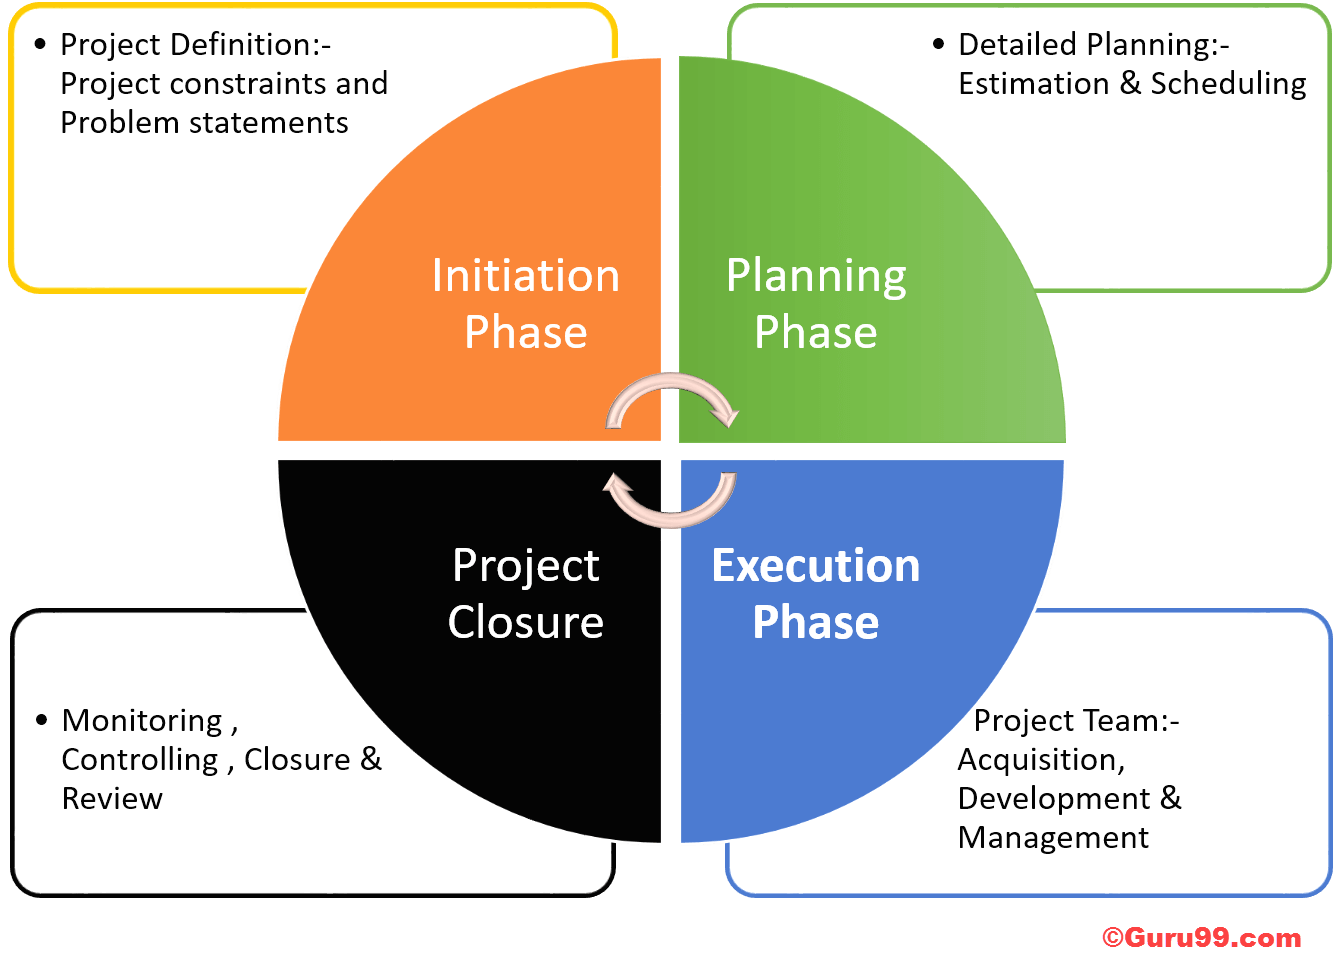 • Project Definition:-
Project constraints and
Problem statements
• Detailed Planning:-
Estimation & Scheduling
Initiation
Phase
Planning
Phase
Project
Closure
Execution
Phase
• Monitoring ,
Controlling , Closure &
Review
Project Team:-
Acquisition,
Development &
Management
©Guru99.com